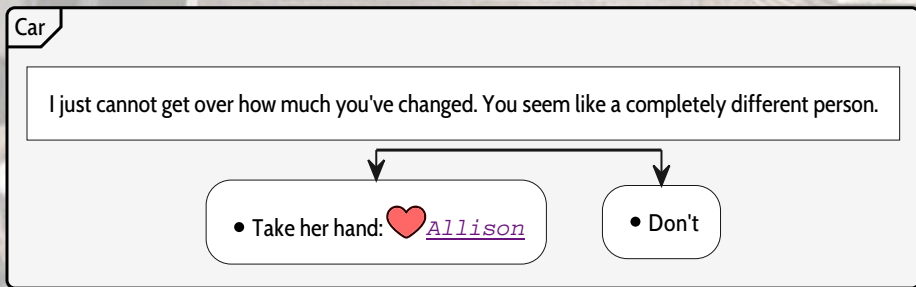 Car
I just cannot get over how much you've changed. You seem like a completely different person.
• Take her hand: Allison
• Don't